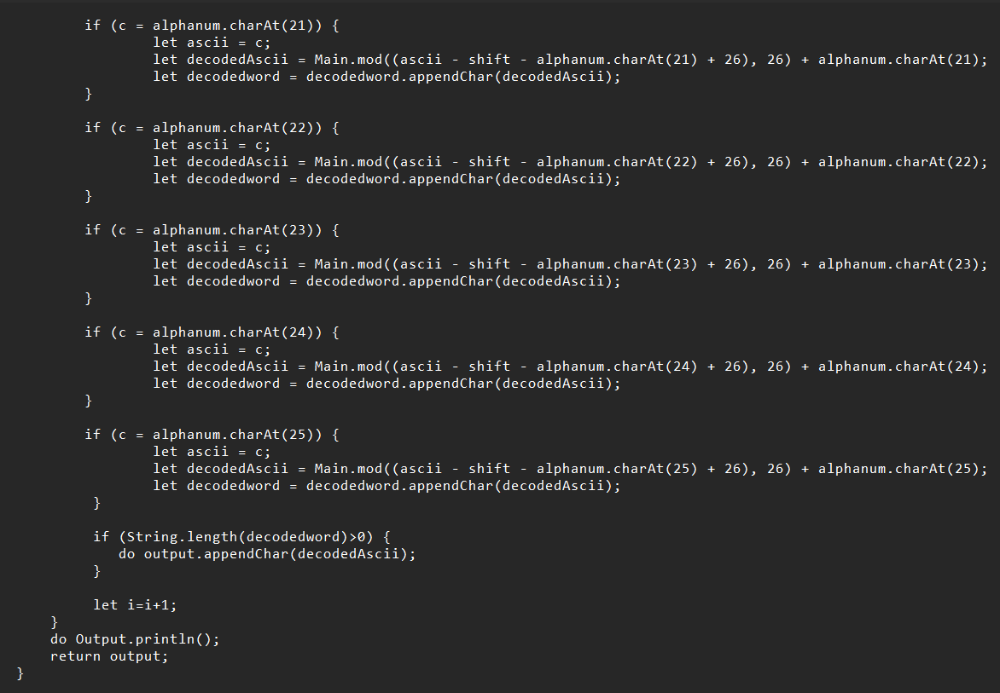 if (c = alphanum.charAt(21)) {
let ascii = c;
let decodedAscii = Main.mod((ascii - shift - alphanum.charAt(21) + 26), 26) + alphanum.charAt(21);
let decodedword = decodedword.appendChar(decodedAscii);
}
if (c = alphanum.charAt(22)) {
let ascii = c;
let decodedAscii = Main.mod((ascii - shift - alphanum.charAt(22) + 26), 26) + alphanum.charAt(22);
let decodedword = decodedword.appendChar(decodedAscii);
}
if (c = alphanum.charAt(23)) {
let ascii = c;
let decodedAscii = Main.mod((ascii - shift - alphanum.charAt(23) + 26), 26) + alphanum.charAt(23);
let decodedword = decodedword.appendChar(decodedAscii);
}
if (c = alphanum.charAt(24)) {
let ascii = c;
let decodedAscii = Main.mod((ascii - shift - alphanum.charAt(24) + 26), 26) + alphanum.charAt(24);
let decodedword = decodedword.appendChar(decodedAscii);
}
if (c = alphanum.charAt(25)) {
let ascii = c;
let decodedAscii = Main.mod((ascii - shift - alphanum.charAt(25) + 26), 26) + alphanum.charAt(25);
let decodedword = decodedword.appendChar(decodedAscii);
}
if (String.length(decodedword)>0) {
do output.appendChar(decodedAscii);
}
let i=i+1;
}
do Output.println();
return output;
}